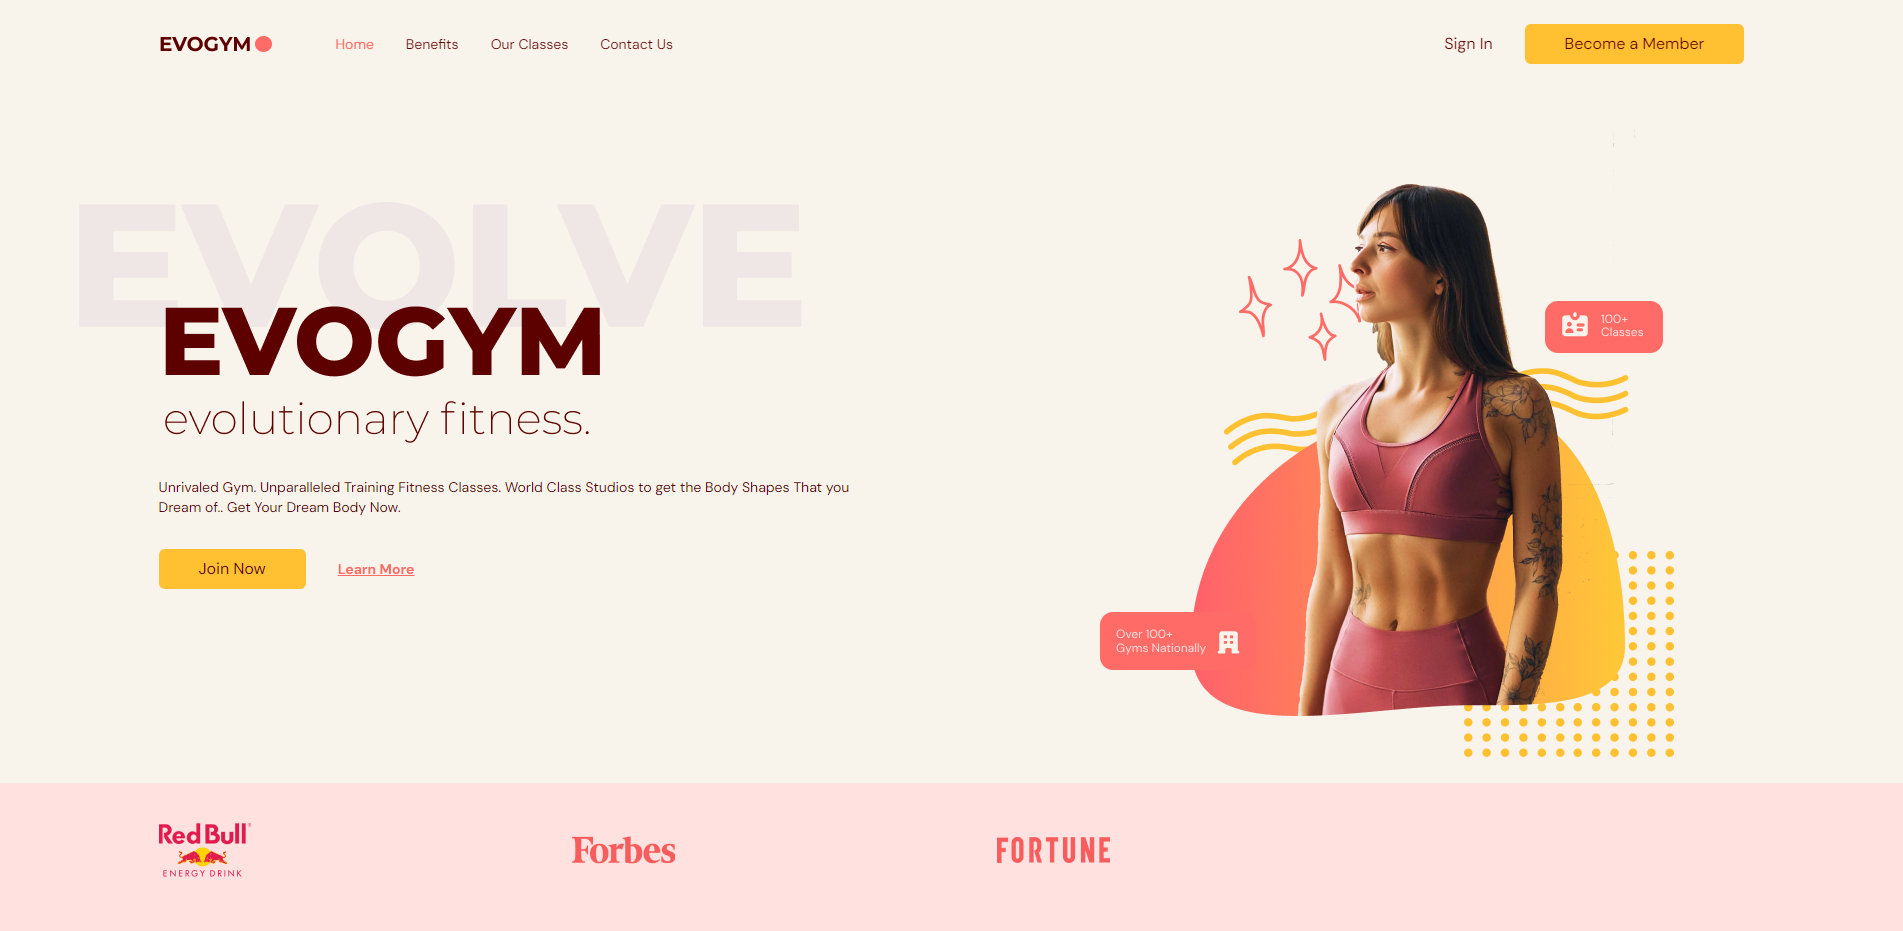 EVOGYM
Home
Benefits
Our Classes
Contact Us
Sign In
Become a Member
EVOLVE
EVOGYM
evolutionary fitness.
Unrivaled Gym. Unparalleled Training Fitness Classes. World Class Studios to get the Body Shapes That you
Dream of.. Get Your Dream Body Now.
Join Now
Learn More
100+
Classes
Over 100+
Gyms Nationally
Red Bull
ENERGY DRINK
Forbes
FORTUNE